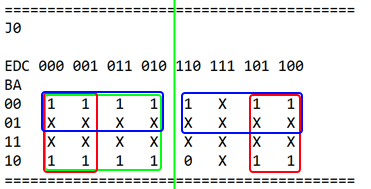 =========================================
J0
EDC 000 001 011 010 110 111 101 100
BA
00 1 1 1 1 1 X 1 1
01 X X X X X X X X
11 X X X X X X X X
10 1 1 1 1 0 X 1 1
=========================================